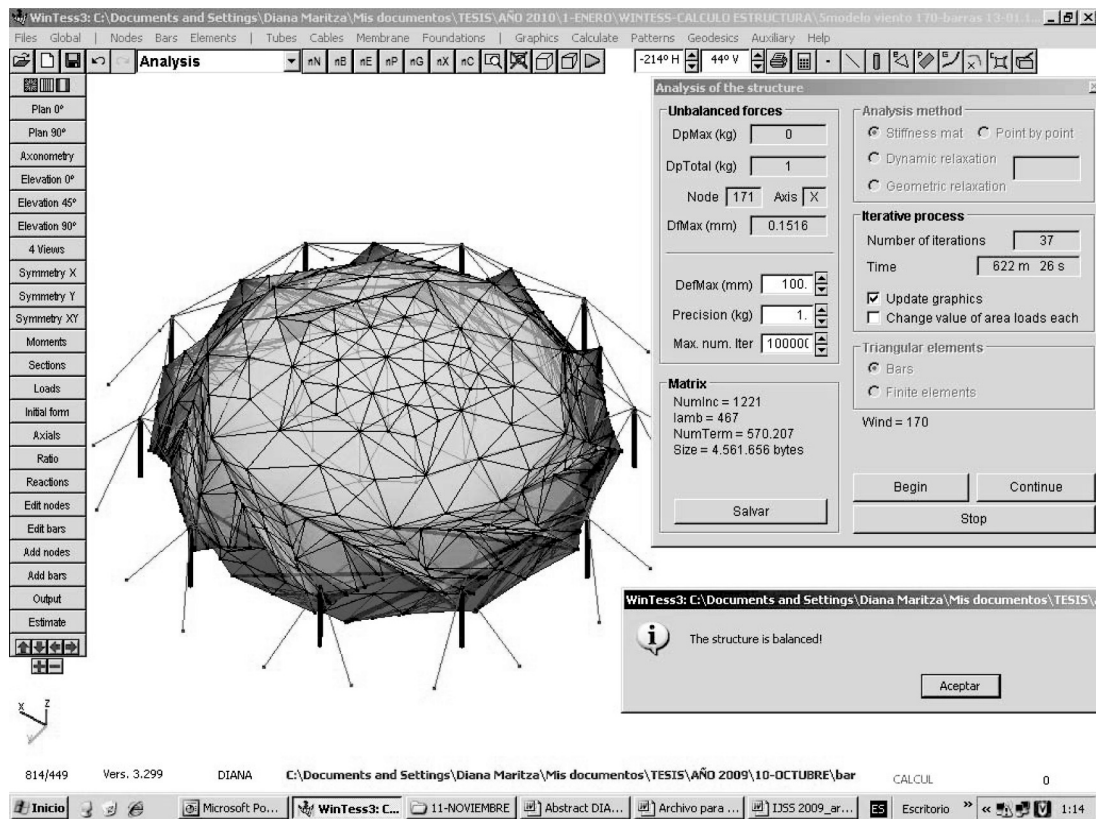 WinTess3: C:\Documents and Settings\Diana Maritza\Mis documentos\TESIS\AÑO 2010\1-ENERO\WINTESS-CALCULO ESTRUCTURA\5modelo viento 170-barras 13-01.1...
Files Global | Nodes Bars Elements | Tubes Cables Membrane Foundations | Graphics Calculate Patterns Geodesics Auxiliary Help
Analysis nN nB nE nP nG nX nC -214º H 44º V
Plan 0º
Plan 90º
Axonometry
Elevation 0º
Elevation 45º
Elevation 90º
4 Views
Symmetry X
Symmetry Y
Symmetry XY
Moments
Sections
Loads
Initial form
Axials
Ratio
Reactions
Edit nodes
Edit bars
Add nodes
Add bars
Output
Estimate
X Z
Y
Analysis of the structure
Unbalanced forces
DpMax (kg) 0
DpTotal (kg) 1
Node 171 Axis X
DfMax (mm) 0.1516
DefMax (mm) 100.
Precision (kg) 1.
Max. num. Iter 100000
Matrix
NumInc = 1221
lamb = 467
NumTerm = 570.207
Size = 4.561.656 bytes
Salvar
Analysis method
Stiffness mat Point by point
Dynamic relaxation
Geometric relaxation
Iterative process
Number of iterations 37
Time 622 m 26 s
Update graphics
Change value of area loads each
Triangular elements
Bars
Finite elements
Wind = 170
Begin Continue
Stop
WinTess3: C:\Documents and Settings\Diana Maritza\Mis documentos\TESIS\
The structure is balanced!
Aceptar
814/449 Vers. 3.299 DIANA C:\Documents and Settings\Diana Maritza\Mis documentos\TESIS\AÑO 2009\10-OCTUBRE\bar CALCUL 0
Inicio Microsoft Po... WinTess3: C... 11-NOVIEMBRE Abstract DIA... Archivo para ... IJSS 2009_ar... ES Escritorio » « 1:14